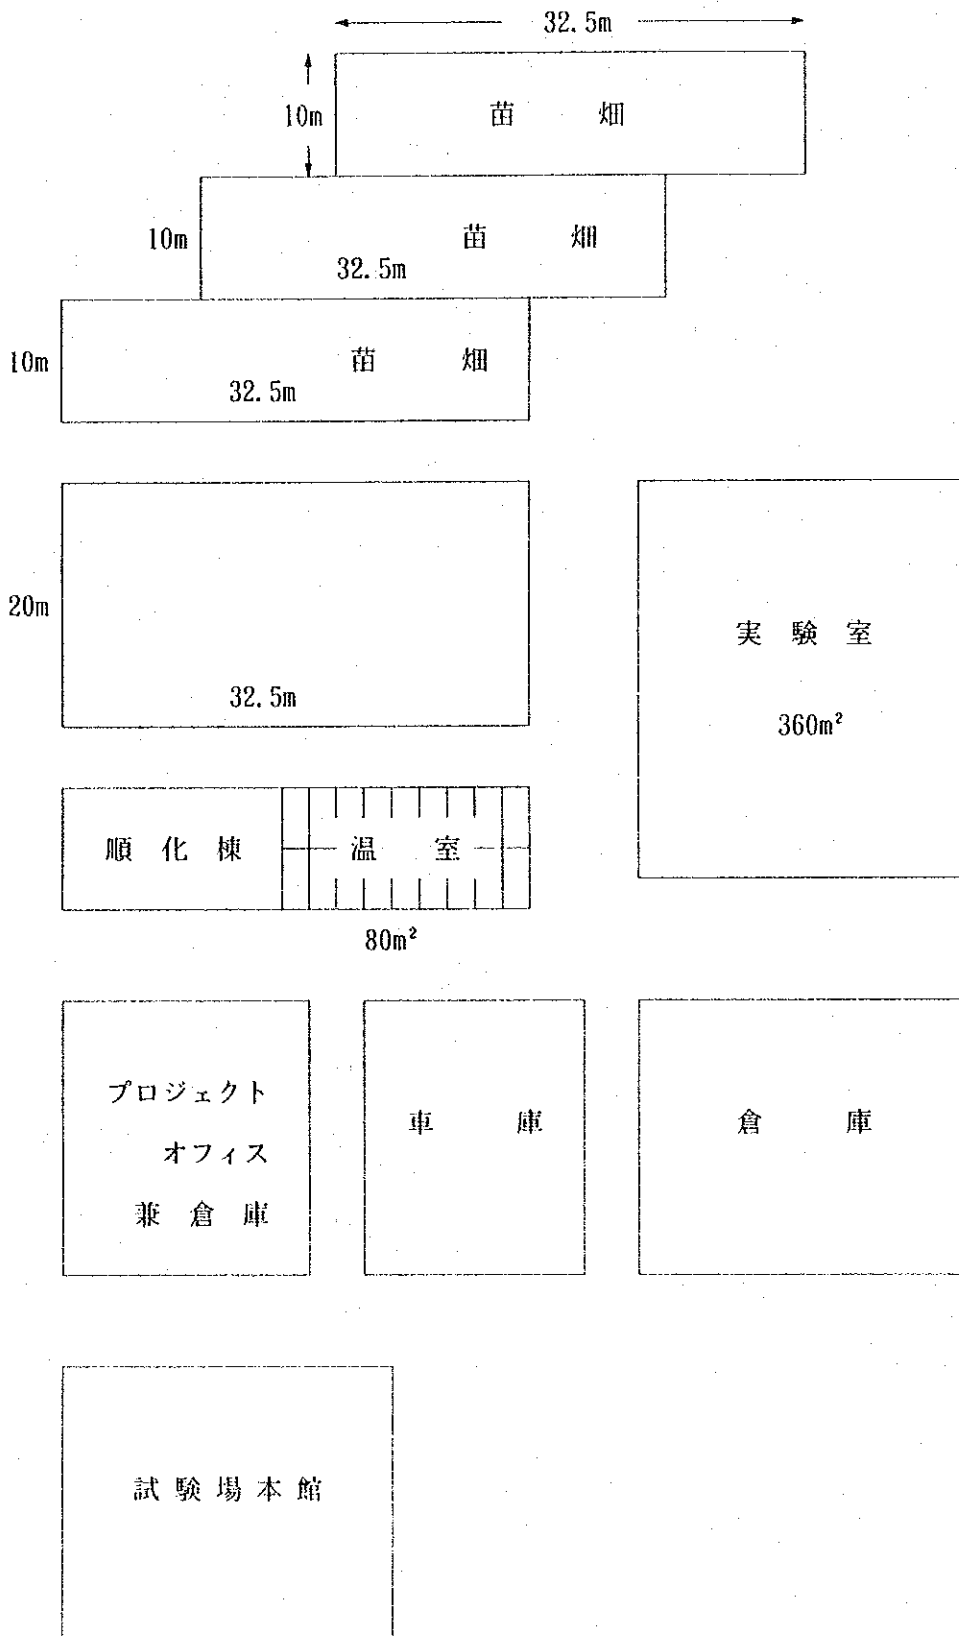 32.5m
10m
苗 畑
10m
苗 畑
32.5m
10m
苗 畑
32.5m
20m
32.5m
実 験 室
360m²
順 化 棟
温 室
80m²
プロジェクト
オフィス
兼 倉 庫
車 庫
倉 庫
試 験 場 本 館